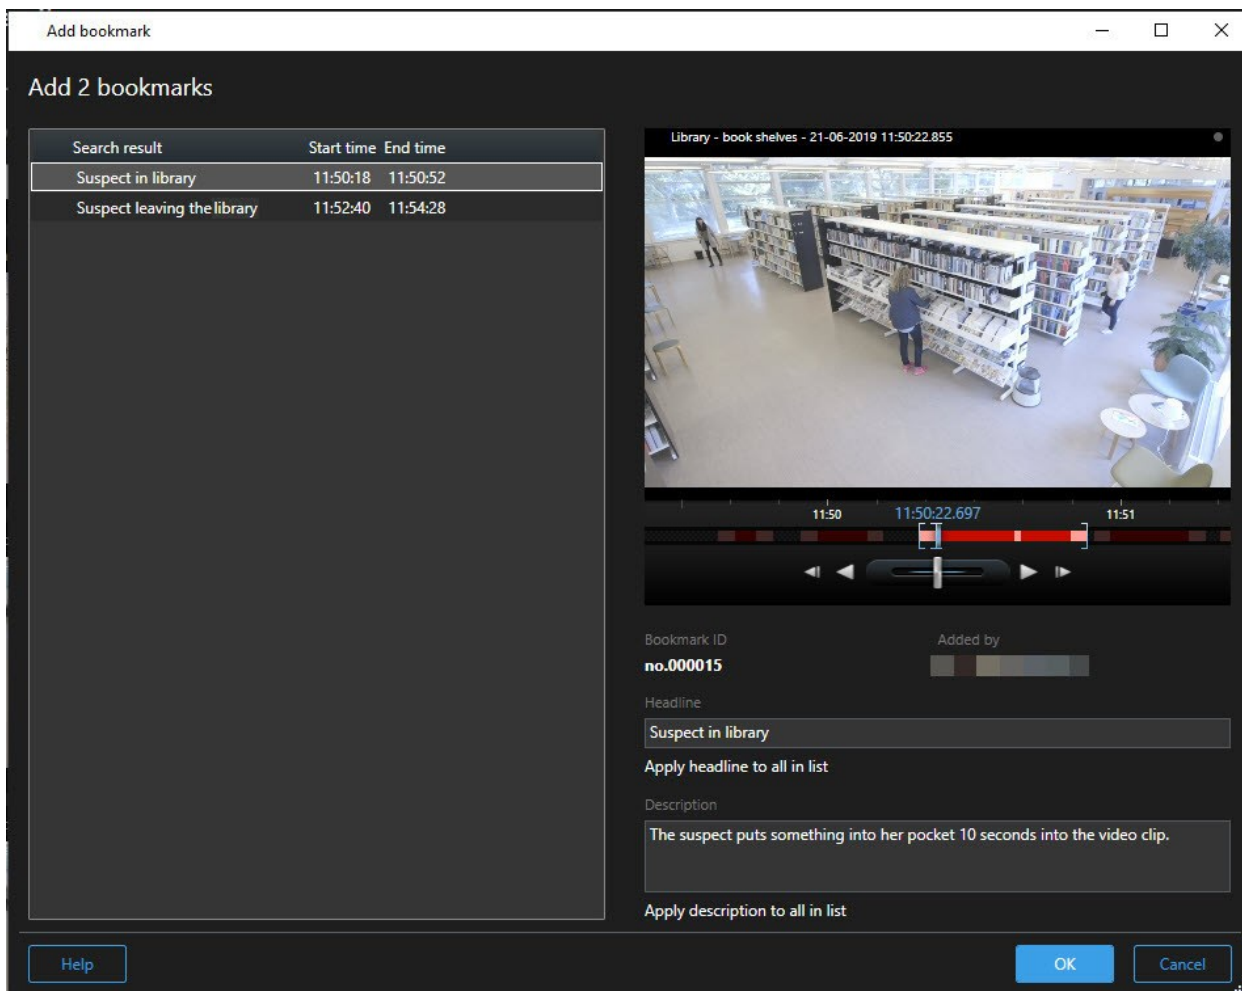 Add bookmark
Add 2 bookmarks
Search result Start time End time
Suspect in library 11:50:18 11:50:52
Suspect leaving the library 11:52:40 11:54:28
Library - book shelves - 21-06-2019 11:50:22.855
11:50 11:50:22.697 11:51
Bookmark ID Added by
no.000015
Headline
Suspect in library
Apply headline to all in list
Description
The suspect puts something into her pocket 10 seconds into the video clip.
Apply description to all in list
Help OK Cancel